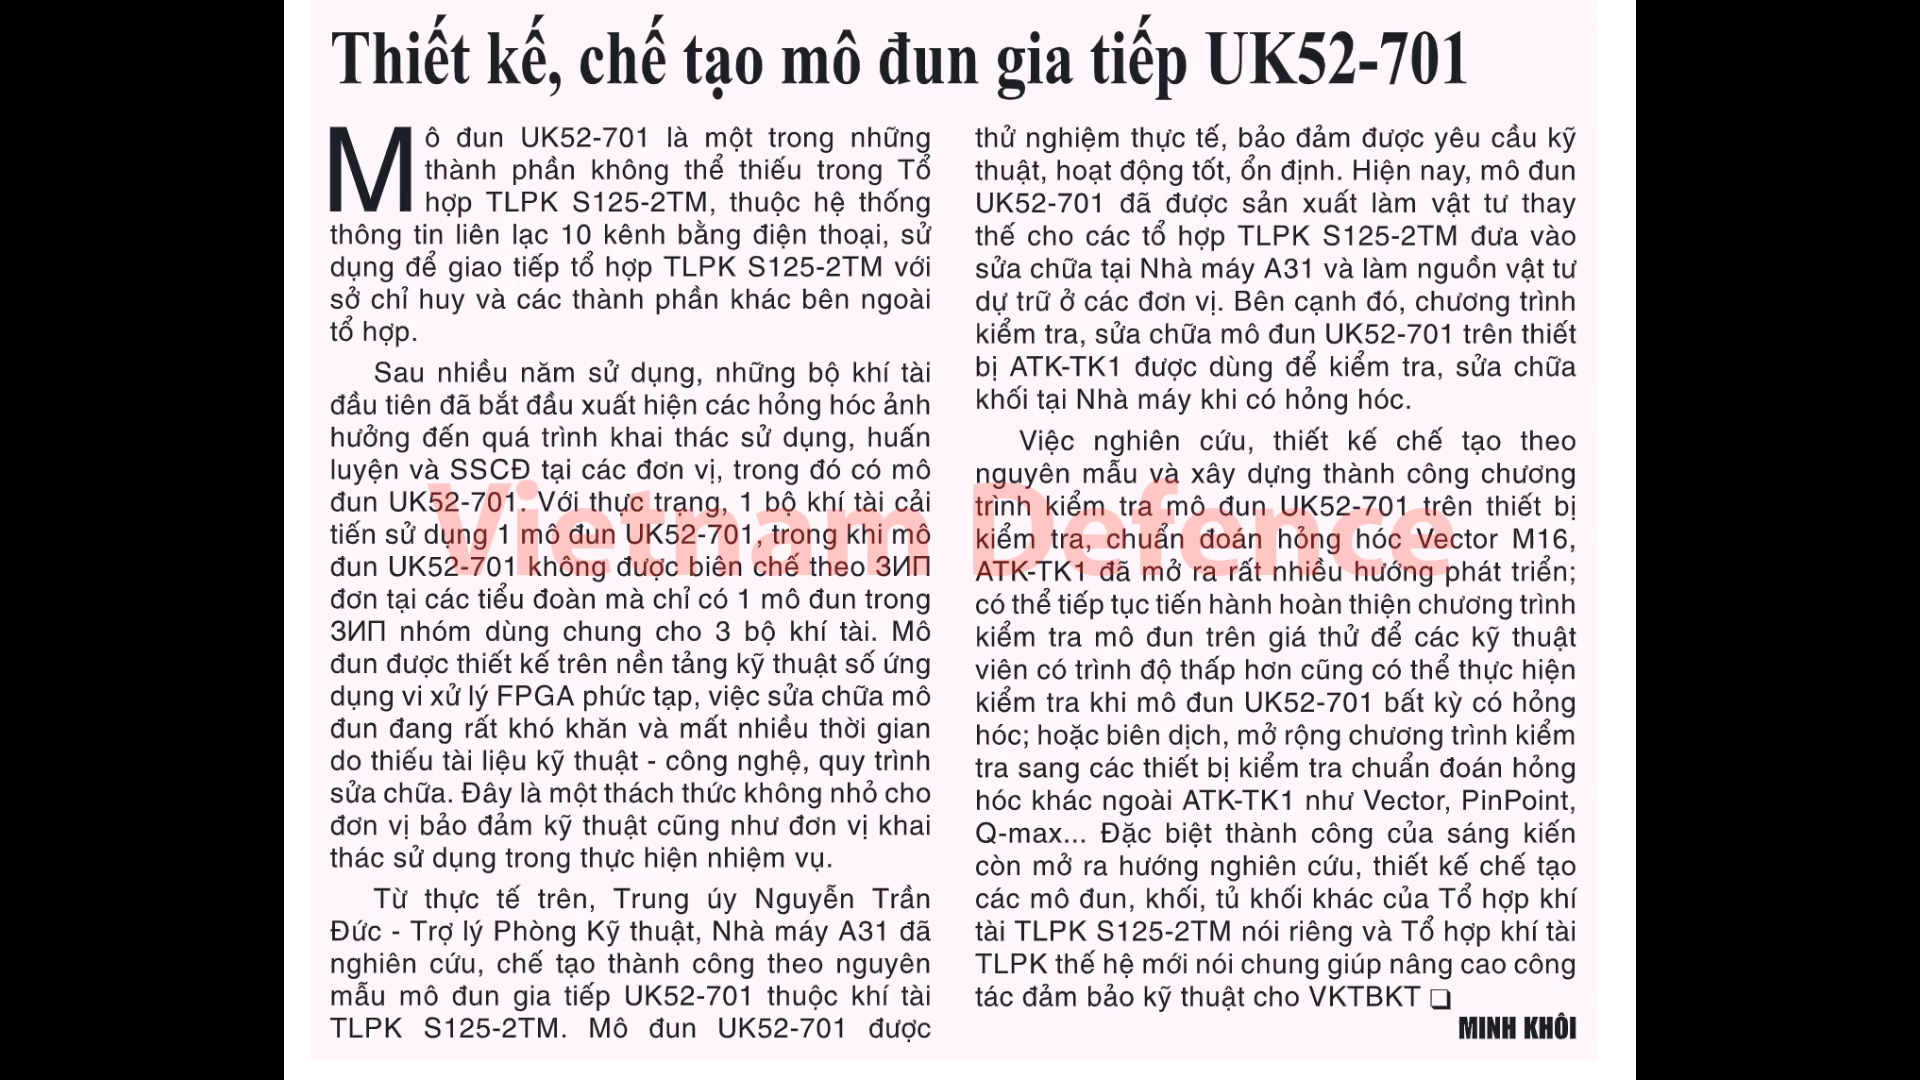 Thiết kế, chế tạo mô đun gia tiếp UK52-701
Mô đun UK52-701 là một trong những
thành phần không thể thiếu trong Tổ
hợp TLPK S125-2TM, thuộc hệ thống
thông tin liên lạc 10 kênh bằng điện thoại, sử
dụng để giao tiếp tổ hợp TLPK S125-2TM với
sở chỉ huy và các thành phần khác bên ngoài
tổ hợp.
Sau nhiều năm sử dụng, những bộ khí tài
đầu tiên đã bắt đầu xuất hiện các hỏng hóc ảnh
hưởng đến quá trình khai thác sử dụng, huấn
luyện và SSCĐ tại các đơn vị, trong đó có mô
đun UK52-701. Với thực trạng, 1 bộ khí tài cải
tiến sử dụng 1 mô đun UK52-701, trong khi mô
đun UK52-701 không được biên chế theo ЗИП
đơn tại các tiểu đoàn mà chỉ có 1 mô đun trong
ЗИП nhóm dùng chung cho 3 bộ khí tài. Mô
đun được thiết kế trên nền tảng kỹ thuật số ứng
dụng vi xử lý FPGA phức tạp, việc sửa chữa mô
đun đang rất khó khăn và mất nhiều thời gian
do thiếu tài liệu kỹ thuật - công nghệ, quy trình
sửa chữa. Đây là một thách thức không nhỏ cho
đơn vị bảo đảm kỹ thuật cũng như đơn vị khai
thác sử dụng trong thực hiện nhiệm vụ.
Từ thực tế trên, Trung úy Nguyễn Trần
Đức - Trợ lý Phòng Kỹ thuật, Nhà máy A31 đã
nghiên cứu, chế tạo thành công theo nguyên
mẫu mô đun gia tiếp UK52-701 thuộc khí tài
TLPK S125-2TM. Mô đun UK52-701 được
thử nghiệm thực tế, bảo đảm được yêu cầu kỹ
thuật, hoạt động tốt, ổn định. Hiện nay, mô đun
UK52-701 đã được sản xuất làm vật tư thay
thế cho các tổ hợp TLPK S125-2TM đưa vào
sửa chữa tại Nhà máy A31 và làm nguồn vật tư
dự trữ ở các đơn vị. Bên cạnh đó, chương trình
kiểm tra, sửa chữa mô đun UK52-701 trên thiết
bị ATK-TK1 được dùng để kiểm tra, sửa chữa
khối tại Nhà máy khi có hỏng hóc.
Việc nghiên cứu, thiết kế chế tạo theo
nguyên mẫu và xây dựng thành công chương
trình kiểm tra mô đun UK52-701 trên thiết bị
kiểm tra, chuẩn đoán hỏng hóc Vector M16,
ATK-TK1 đã mở ra rất nhiều hướng phát triển;
có thể tiếp tục tiến hành hoàn thiện chương trình
kiểm tra mô đun trên giá thử để các kỹ thuật
viên có trình độ thấp hơn cũng có thể thực hiện
kiểm tra khi mô đun UK52-701 bất kỳ có hỏng
hóc; hoặc biên dịch, mở rộng chương trình kiểm
tra sang các thiết bị kiểm tra chuẩn đoán hỏng
hóc khác ngoài ATK-TK1 như Vector, PinPoint,
Q-max... Đặc biệt thành công của sáng kiến
còn mở ra hướng nghiên cứu, thiết kế chế tạo
các mô đun, khối, tủ khối khác của Tổ hợp khí
tài TLPK S125-2TM nói riêng và Tổ hợp khí tài
TLPK thế hệ mới nói chung giúp nâng cao công
tác đảm bảo kỹ thuật cho VKTBKT ❏
MINH KHÔI
Vietnam Defence